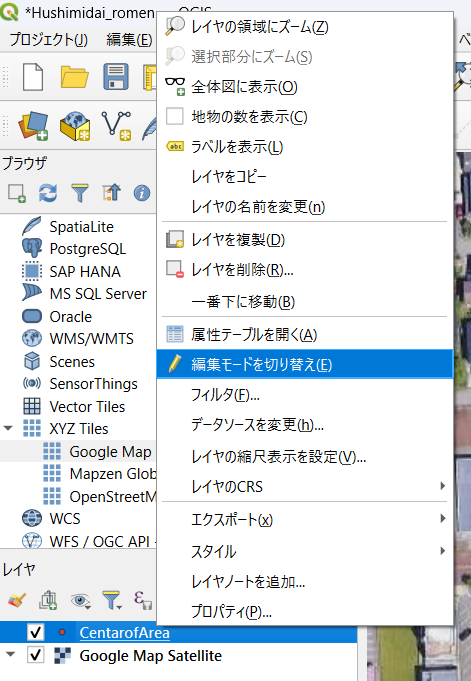 *Hushimidai_romen
QGIS
プロジェクト(J)
編集(E)
ブラウザ
SpatiaLite
PostgreSQL
SAP HANA
MS SQL Server
Oracle
WMS/WMTS
Scenes
SensorThings
Vector Tiles
XYZ Tiles
Google Map
Mapzen Glob
OpenStreetM
WCS
WFS / OGC API -
レイヤの領域にズーム(Z)
選択部分にズーム(S)
全体図に表示(O)
地物の数を表示(C)
abc ラベルを表示(L)
レイヤをコピー
レイヤの名前を変更(n)
レイヤを複製(D)
レイヤを削除(R)...
一番下に移動(B)
属性テーブルを開く(A)
編集モードを切り替え(E)
フィルタ(F)...
データソースを変更(h)...
レイヤの縮尺表示を設定(V)...
レイヤのCRS
エクスポート(x)
スタイル
レイヤノートを追加...
プロパティ(P)...
レイヤ
CentarofArea
Google Map Satellite